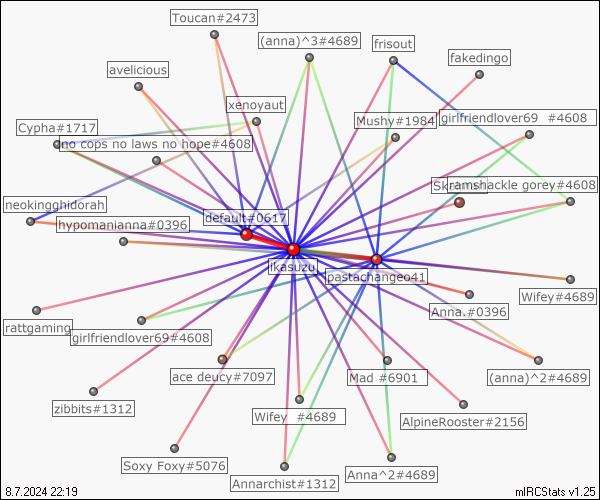 Toucan#2473
(anna)^3#4689
frisout
fakedingo
avelicious
xenoyaut
Mushy#1984
girlfriendlover69 #4608
Cypha#1717
no cops no laws no hope#4608
ramshackle gorey#4608
neokingghidorah
default#0617
hypomanianna#0396
jikasuzu
pastachangeo41
Wifey#4689
Anna.#0396
rattgaming
girlfriendlover69#4608
ace deucy#7097
Mad #6901
(anna)^2#4689
zibbits#1312
Wifey #4689
AlpineRooster#2156
Soxy Foxy#5076
Annarchist#1312
Anna^2#4689
8.7.2024 22:19
mIRCStats v1.25